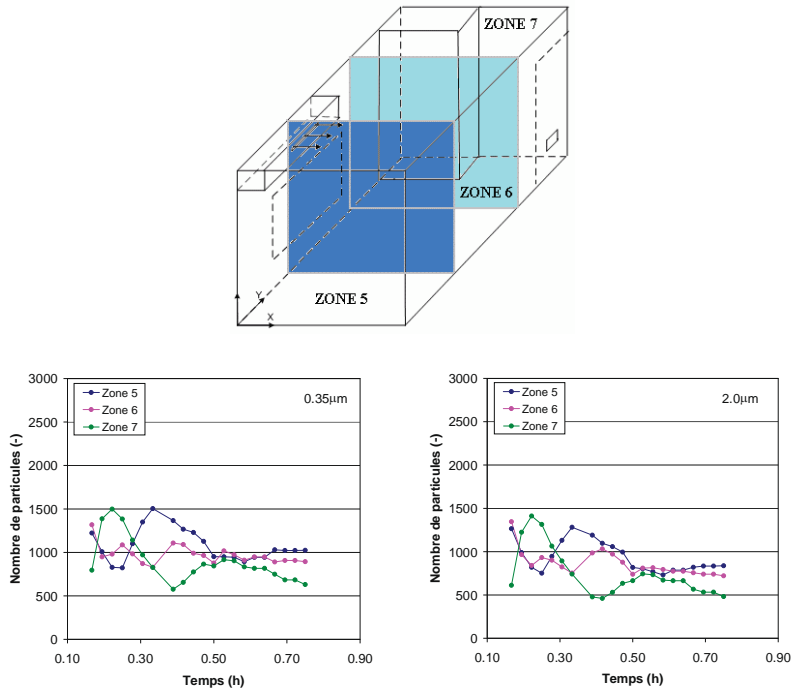 ZONE 7
ZONE 6
ZONE 5
Y
X
3000
2500
2000
1500
1000
500
0
Nombre de particules (-)
Zone 5
Zone 6
Zone 7
0.35µm
0.10
0.30
0.50
0.70
0.90
Temps (h)
3000
2500
2000
1500
1000
500
0
Nombre de particules (-)
Zone 5
Zone 6
Zone 7
2.0µm
0.10
0.30
0.50
0.70
0.90
Temps (h)